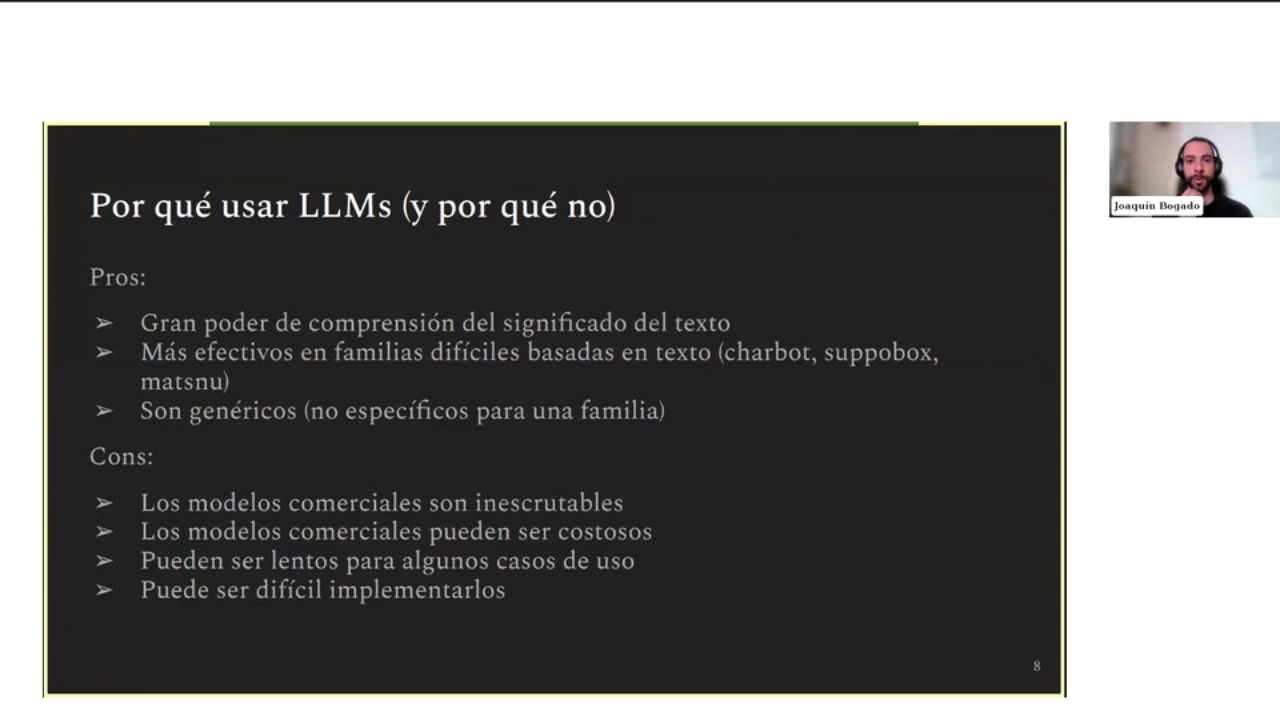 Por qué usar LLMs (y por qué no)
Pros:
➢ Gran poder de comprensión del significado del texto
➢ Más efectivos en familias difíciles basadas en texto (charbot, suppobox,
matsnu)
➢ Son genéricos (no específicos para una familia)
Cons:
➢ Los modelos comerciales son inescrutables
➢ Los modelos comerciales pueden ser costosos
➢ Pueden ser lentos para algunos casos de uso
➢ Puede ser difícil implementarlos
8
Joaquín Bogado